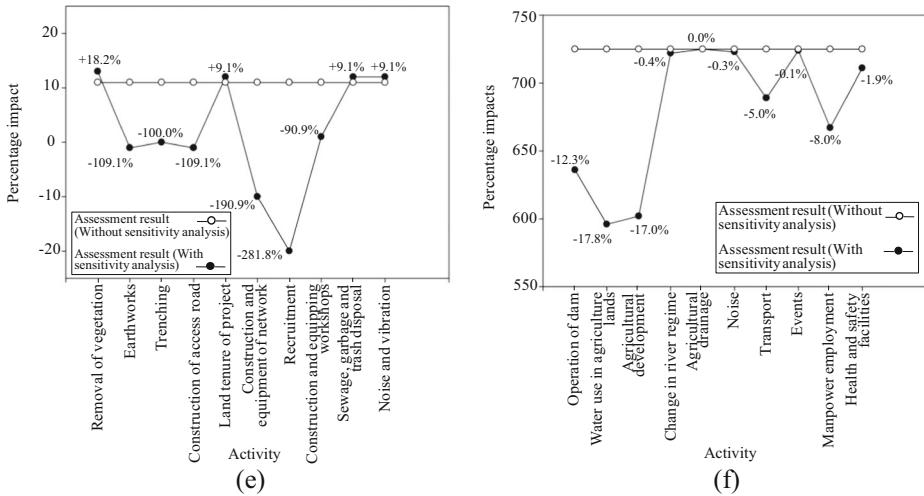 20
10
0
-10
-20
Percentage impact
+18.2%
-109.1%
-100.0%
-109.1%
+9.1%
-190.9%
-281.8%
-90.9%
+9.1%
+9.1%
Assessment result
(Without sensitivity analysis)
Assessment result (With
sensitivity analysis)
Removal of vegetation
Earthworks
Trenching
Construction of access road
Land tenure of project
Construction and
equipment of network
Recruitment
Construction and equipping
workshops
Sewage, garbage and
trash disposal
Noise and vibration
Activity
(e)
750
700
650
600
550
Percentage impacts
-12.3%
-17.8%
-17.0%
-0.4%
0.0%
-0.3%
-5.0%
-0.1%
-8.0%
-1.9%
Assessment result (Without
sensitivity analysis)
Assessment result (With
sensitivity analysis)
Operation of dam
Water use in agriculture
lands
Agricultural
development
Change in river regime
Agricultural
drainage
Noise
Transport
Events
Manpower employment
Health and safety
facilities
Activity
(f)